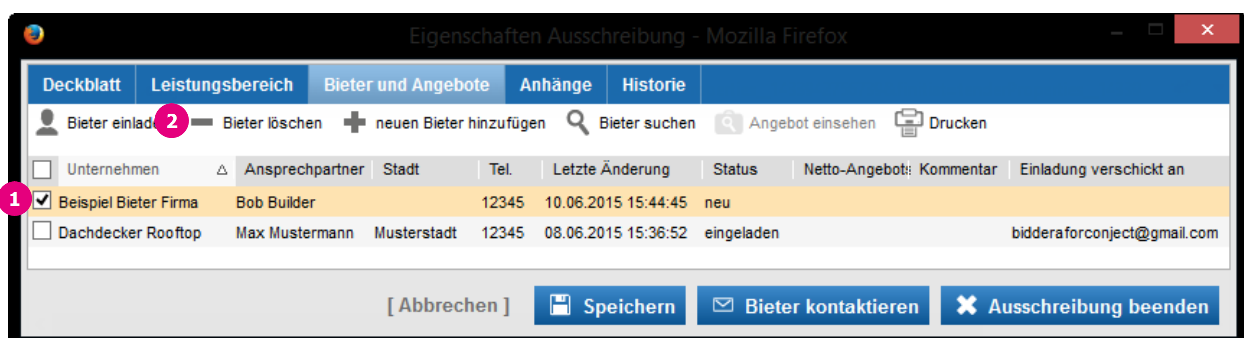 Eigenschaften Ausschreibung - Mozilla Firefox
Deckblatt Leistungsbereich Bieter und Angebote Anhänge Historie
Bieter 2 Bieter löschen neuen Bieter hinzufügen Bieter suchen Angebot einsehen Drucken
Unternehmen Ansprechpartner Stadt Tel. Letzte Änderung Status Netto-Angebots Kommentar Einladung verschickt an
1 Beispiel Bieter Firma Bob Builder 12345 10.06.2015 15:44:45 neu
Dachdecker Rooftop Max Mustermann Musterstadt 12345 08.06.2015 15:36:52 eingeladen bidderaforconject@gmail.com
[ Abbrechen ] Speichern Bieter kontaktieren Ausschreibung beenden